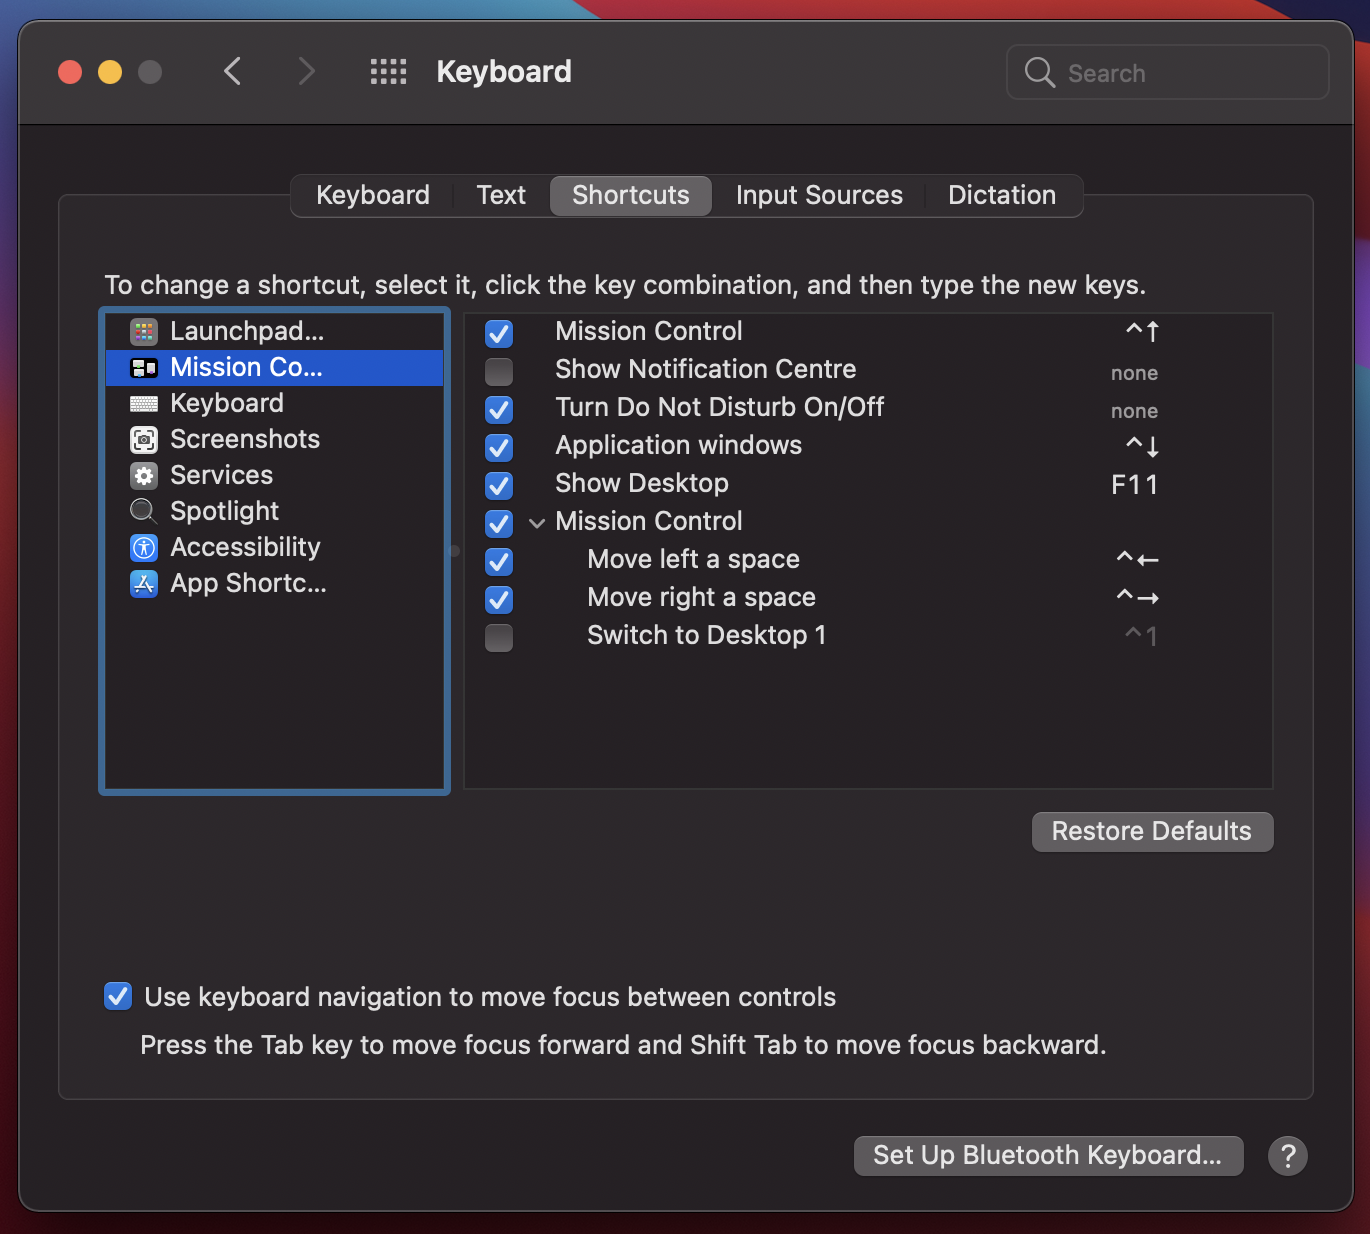 Keyboard
Search
Keyboard Text Shortcuts Input Sources Dictation
To change a shortcut, select it, click the key combination, and then type the new keys.
Launchpad...
Mission Co...
Keyboard
Screenshots
Services
Spotlight
Accessibility
App Shortc...
Mission Control ^↑
Show Notification Centre none
Turn Do Not Disturb On/Off none
Application windows ^↓
Show Desktop F11
Mission Control
Move left a space ^←
Move right a space ^→
Switch to Desktop 1 ^1
Restore Defaults
Use keyboard navigation to move focus between controls
Press the Tab key to move focus forward and Shift Tab to move focus backward.
Set Up Bluetooth Keyboard... ?